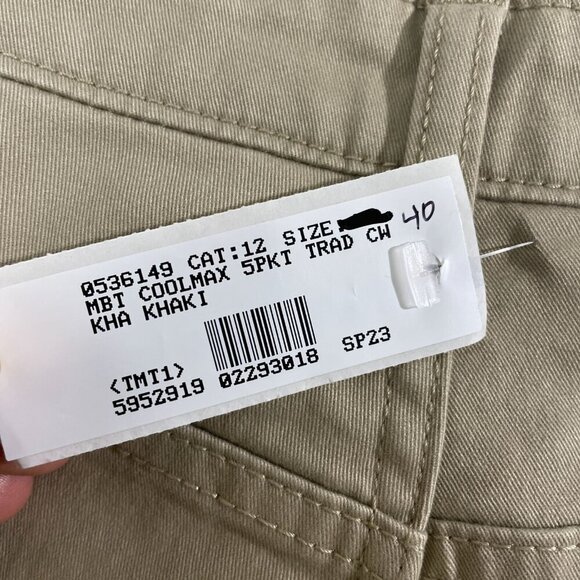 0536149 CAT:12 SIZE 40
MBT COOLMAX 5PKT TRAD CW
KHA KHAKI
<TMT1> SP23
5952919 02293018